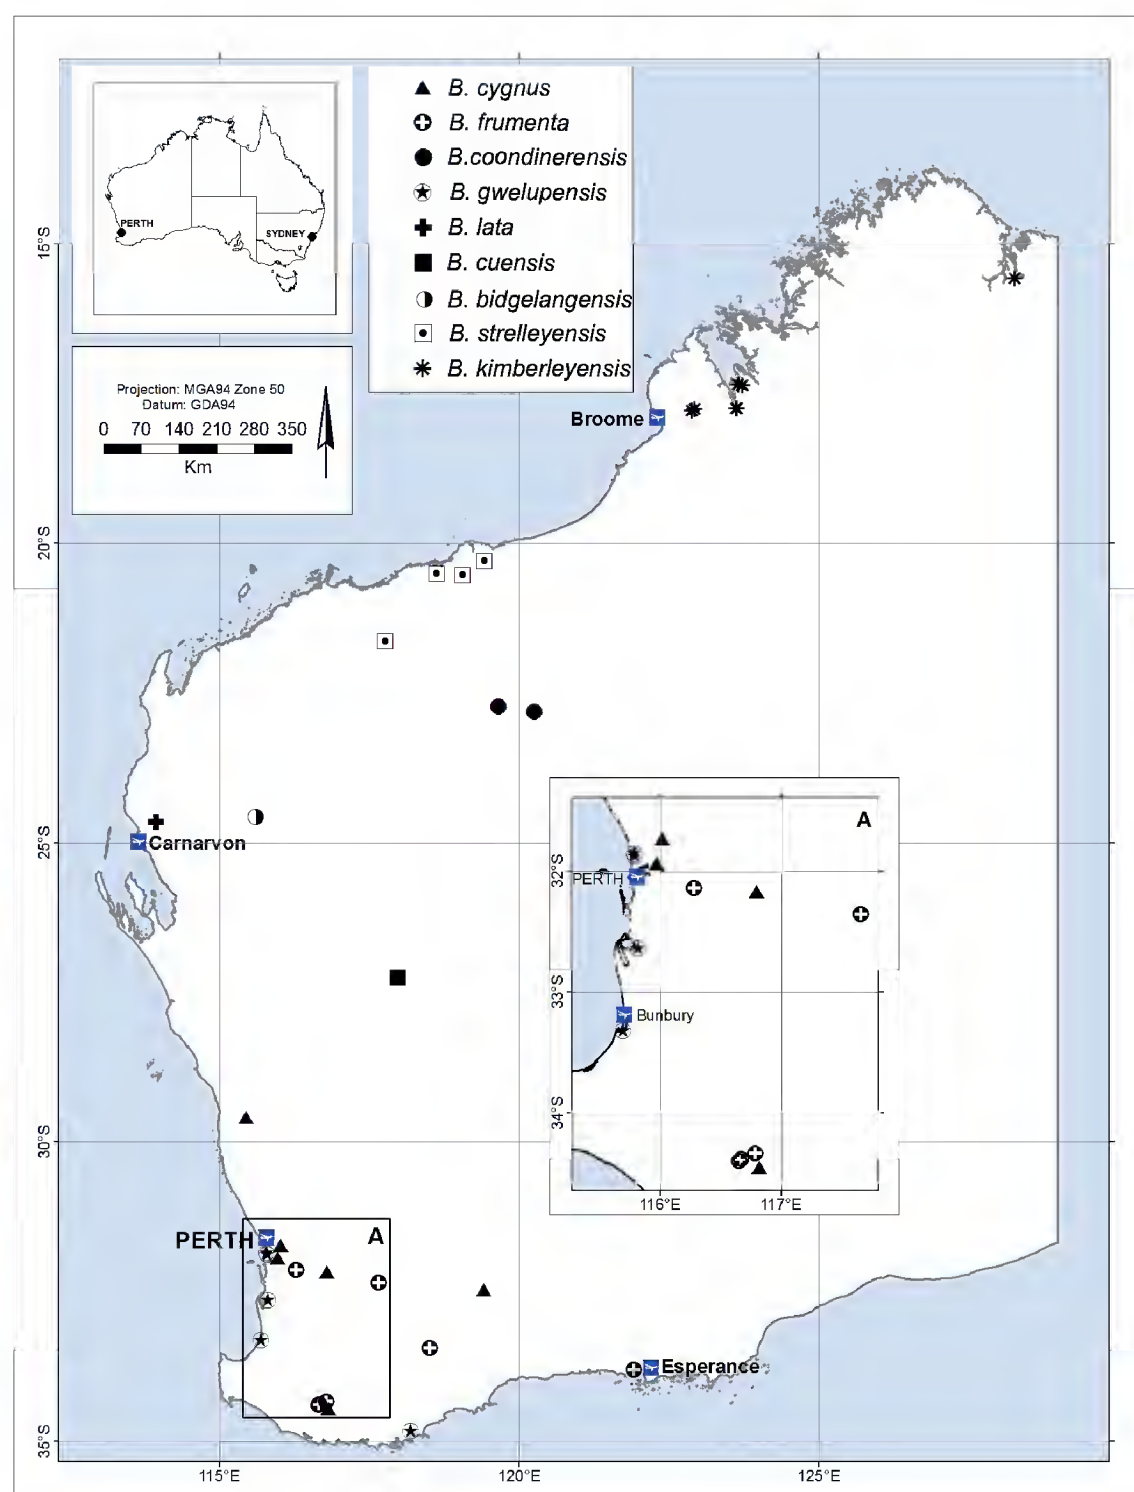 B. cygnus
B. frumenta
B.coondinerensis
B. gwelupensis
B. lata
B. cuensis
B. bidgelangensis
B. strelleyensis
B. kimberleyensis
PERTH
SYDNEY
Projection: MGA94 Zone 50
Datum: GDA94
0 70 140 210 280 350
Km
15°S
Broome
20°S
Carnarvon
25°S
A
32°S
PERTH
33°S
Bunbury
34°S
116°E 117°E
30°S
PERTH
A
Esperance
35°S
115°E 120°E 125°E